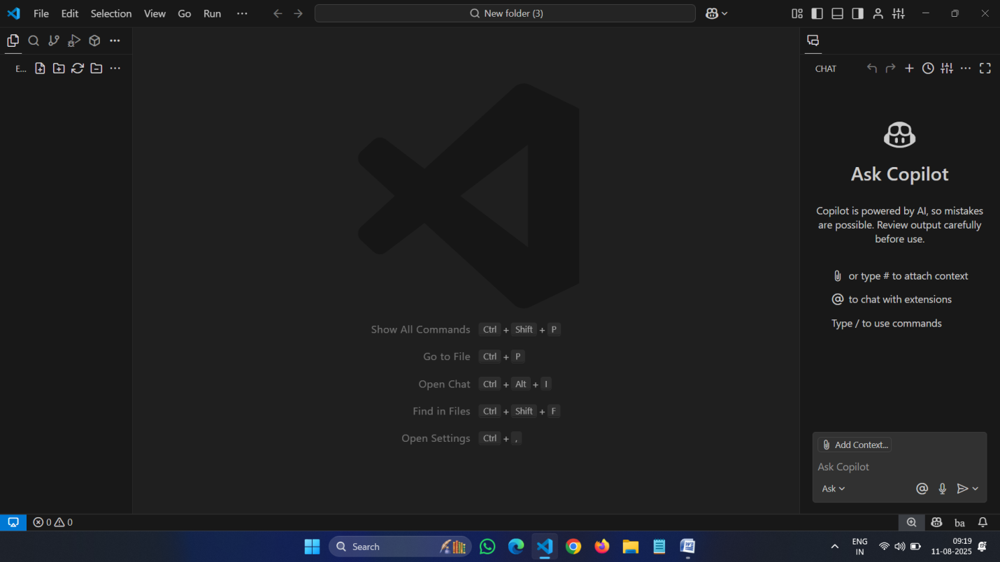 File Edit Selection View Go Run ···
New folder (3)
E...
CHAT
Ask Copilot
Copilot is powered by AI, so mistakes
are possible. Review output carefully
before use.
or type # to attach context
@ to chat with extensions
Type / to use commands
Show All Commands Ctrl + Shift + P
Go to File Ctrl + P
Open Chat Ctrl + Alt + I
Find in Files Ctrl + Shift + F
Open Settings Ctrl + ,
Add Context...
Ask Copilot
Ask
0 0
ba
Search
ENG
IN
09:19
11-08-2025